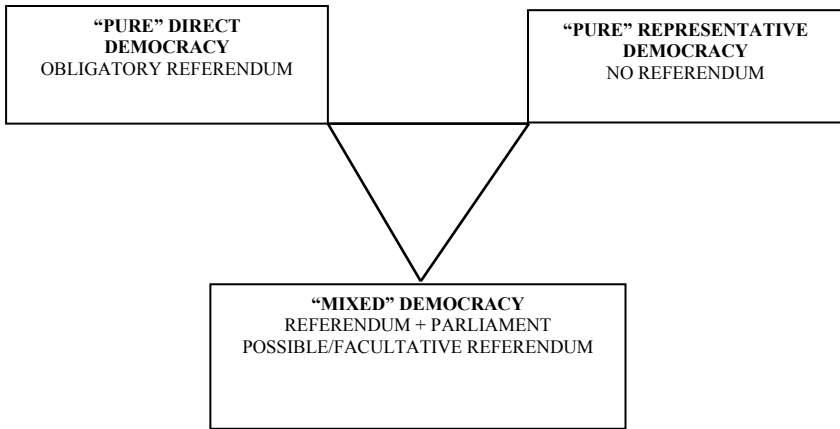 “PURE” DIRECT
DEMOCRACY
OBLIGATORY REFERENDUM
“PURE” REPRESENTATIVE
DEMOCRACY
NO REFERENDUM
“MIXED” DEMOCRACY
REFERENDUM + PARLIAMENT
POSSIBLE/FACULTATIVE REFERENDUM